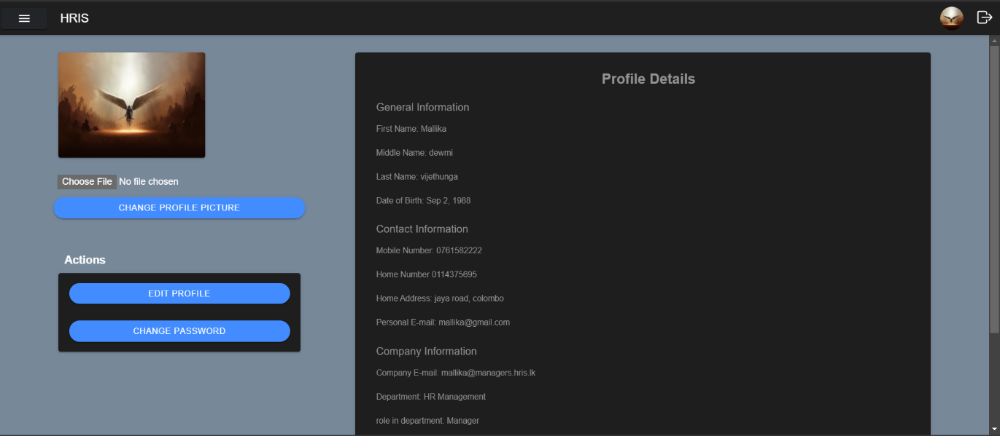 HRIS
Choose File No file chosen
CHANGE PROFILE PICTURE
Actions
EDIT PROFILE
CHANGE PASSWORD
Profile Details
General Information
First Name: Mallika
Middle Name: dewmi
Last Name: vijethunga
Date of Birth: Sep 2, 1988
Contact Information
Mobile Number: 0761582222
Home Number 0114375695
Home Address: jaya road, colombo
Personal E-mail: mallika@gmail.com
Company Information
Company E-mail: mallika@managers.hris.lk
Department: HR Management
role in department: Manager